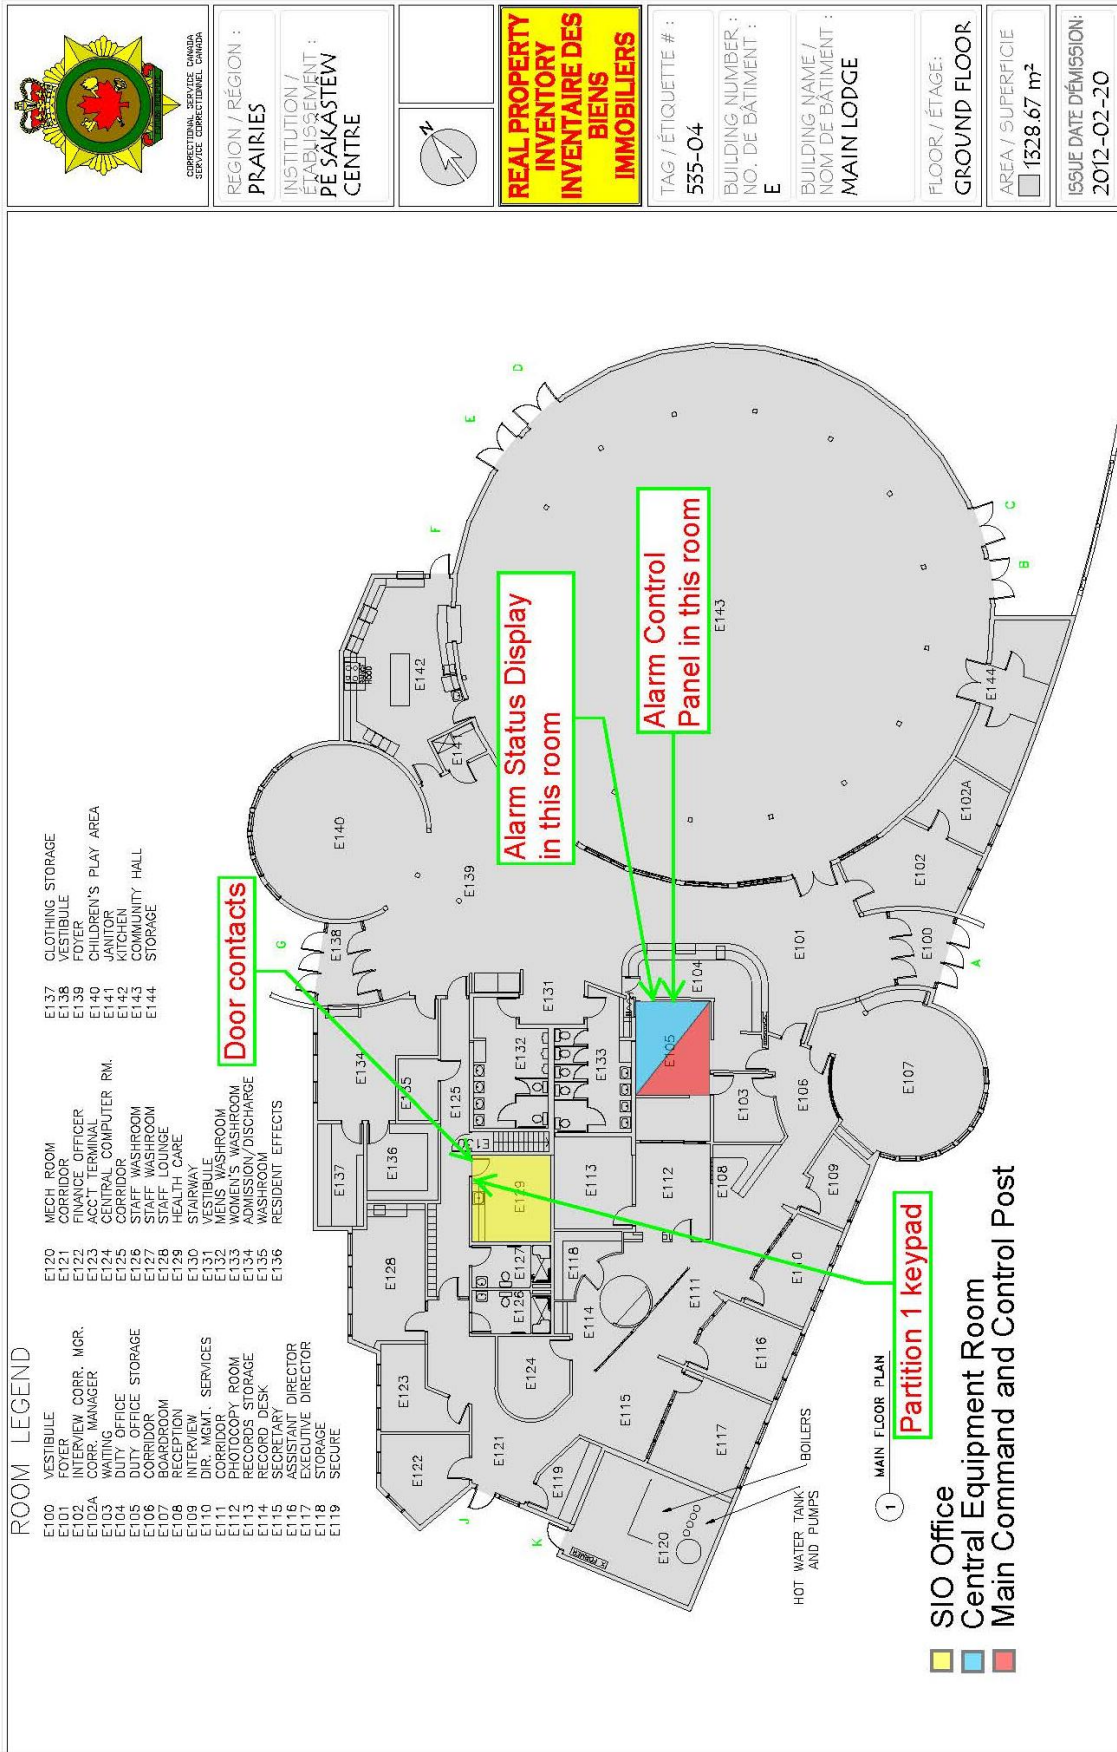 CORRECTIONAL SERVICE CANADA
SERVICE CORRECTIONNEL CANADA
REGION / RÉGION :
PRAIRIES
INSTITUTION /
ÉTABLISSEMENT :
PÊ SÂKÂSTÊW
CENTRE
N
REAL PROPERTY
INVENTORY
INVENTAIRE DES
BIENS
IMMOBILIERS
TAG / ÉTIQUETTE # :
535-04
BUILDING NUMBER :
NO. DE BÂTIMENT :
E
BUILDING NAME /
NOM DE BÂTIMENT :
MAIN LODGE
FLOOR / ÉTAGE:
GROUND FLOOR
AREA / SUPERFICIE
1328.67 m²
ISSUE DATE D'ÉMISSION:
2012-02-20
ROOM LEGEND
E100 VESTIBULE
E101 FOYER
E102 INTERVIEW CORR. MGR.
E102A CORR. MANAGER
E103 WAITING
E104 DUTY OFFICE
E105 DUTY OFFICE STORAGE
E106 CORRIDOR
E107 BOARDROOM
E108 RECEPTION
E109 INTERVIEW
E110 DIR. MGMT. SERVICES
E111 CORRIDOR
E112 PHOTOCOPY ROOM
E113 RECORDS STORAGE
E114 RECORD DESK
E115 SECRETARY
E116 ASSISTANT DIRECTOR
E117 EXECUTIVE DIRECTOR
E118 STORAGE
E119 SECURE
E120 MECH ROOM
E121 CORRIDOR
E122 FINANCE OFFICER
E123 ACC'T TERMINAL
E124 CENTRAL COMPUTER RM.
E125 CORRIDOR
E126 STAFF WASHROOM
E127 STAFF WASHROOM
E128 STAFF LOUNGE
E129 HEALTH CARE
E130 STAIRWAY
E131 VESTIBULE
E132 MENS WASHROOM
E133 WOMEN'S WASHROOM
E134 ADMISSION/DISCHARGE
E135 WASHROOM
E136 RESIDENT EFFECTS
E137 CLOTHING STORAGE
E138 VESTIBULE
E139 FOYER
E140 CHILDREN'S PLAY AREA
E141 JANITOR
E142 KITCHEN
E143 COMMUNITY HALL
E144 STORAGE
Door contacts
Alarm Status Display
in this room
Alarm Control
Panel in this room
Partition 1 keypad
G
F
E
D
C
B
A
J
K
E140
E138
E139
E142
E14
E143
E144
E102A
E102
E101
E100
E104
E105
E103
E106
E107
E108
E109
E110
E111
E112
E113
E114
E115
E116
E117
E118
E119
E120
E121
E122
E123
E124
E125
E126
E127
E128
E129
E130
E131
E132
E133
E134
E135
E136
E137
BOILERS
HOT WATER TANK
AND PUMPS
1
MAIN FLOOR PLAN
SIO Office
Central Equipment Room
Main Command and Control Post